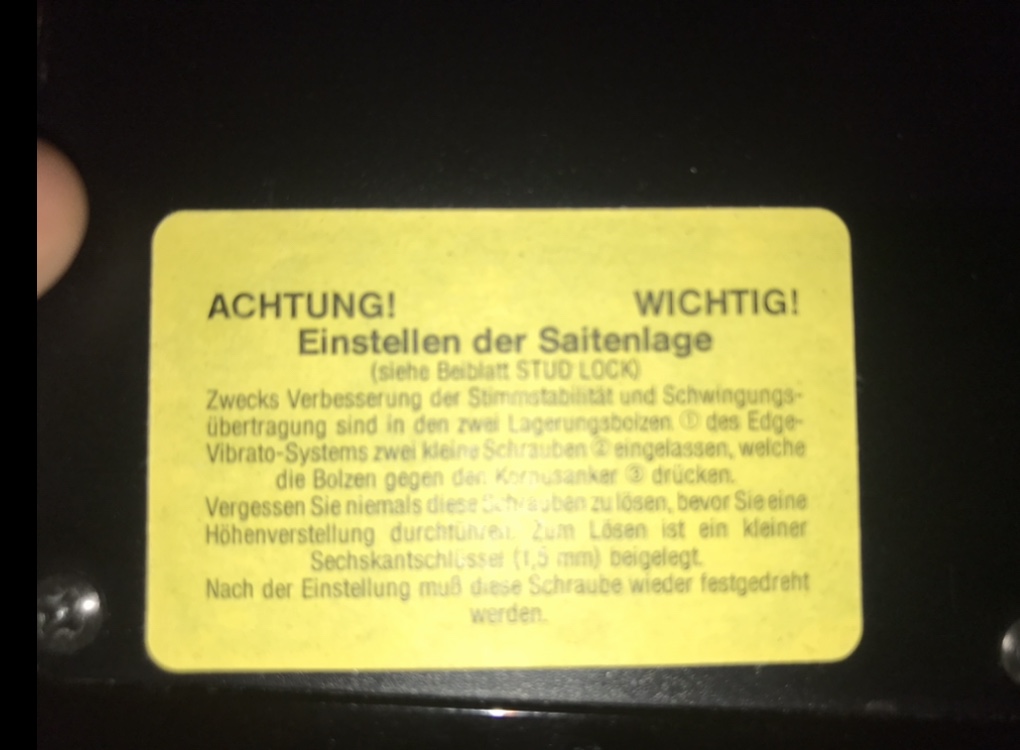 ACHTUNG! WICHTIG!
Einstellen der Saitenlage
(siehe Beiblatt STUD LOCK)
Zwecks Verbesserung der Stimmstabilität und Schwingungs-
übertragung sind in den zwei Lagerungsbolzen ① des Edge-
Vibrato-Systems zwei kleine Schrauben ② eingelassen, welche
die Bolzen gegen den Korpusanker ③ drücken.
Vergessen Sie niemals diese Schrauben zu lösen, bevor Sie eine
Höhenverstellung durchführen. Zum Lösen ist ein kleiner
Sechskantschlüssel (1,5 mm) beigelegt.
Nach der Einstellung muß diese Schraube wieder festgedreht
werden.